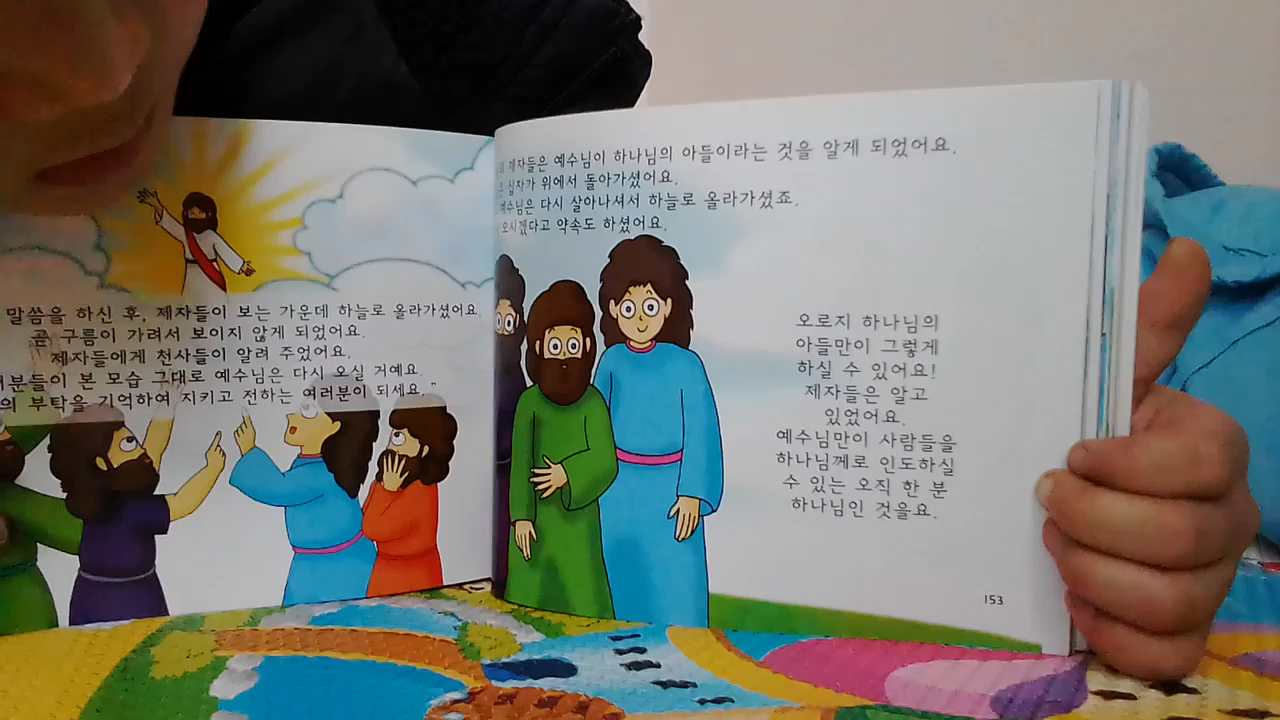 말씀을 하신 후, 제자들이 보는 가운데 하늘로 올라가셨어요.
곧 구름이 가려서 보이지 않게 되었어요.
제자들에게 천사들이 알려 주었어요.
본 모습 그대로 예수님은 다시 오실 거예요.
부탁을 기억하여 지키고 전하는 여러분이 되세요."
제자들은 예수님이 하나님의 아들이라는 것을 알게 되었어요.
십자가 위에서 돌아가셨어요.
예수님은 다시 살아나셔서 하늘로 올라가셨죠.
오시겠다고 약속도 하셨어요.
오로지 하나님의
아들만이 그렇게
하실 수 있어요!
제자들은 알고
있었어요.
예수님만이 사람들을
하나님께로 인도하실
수 있는 오직 한 분
하나님인 것을요.
153